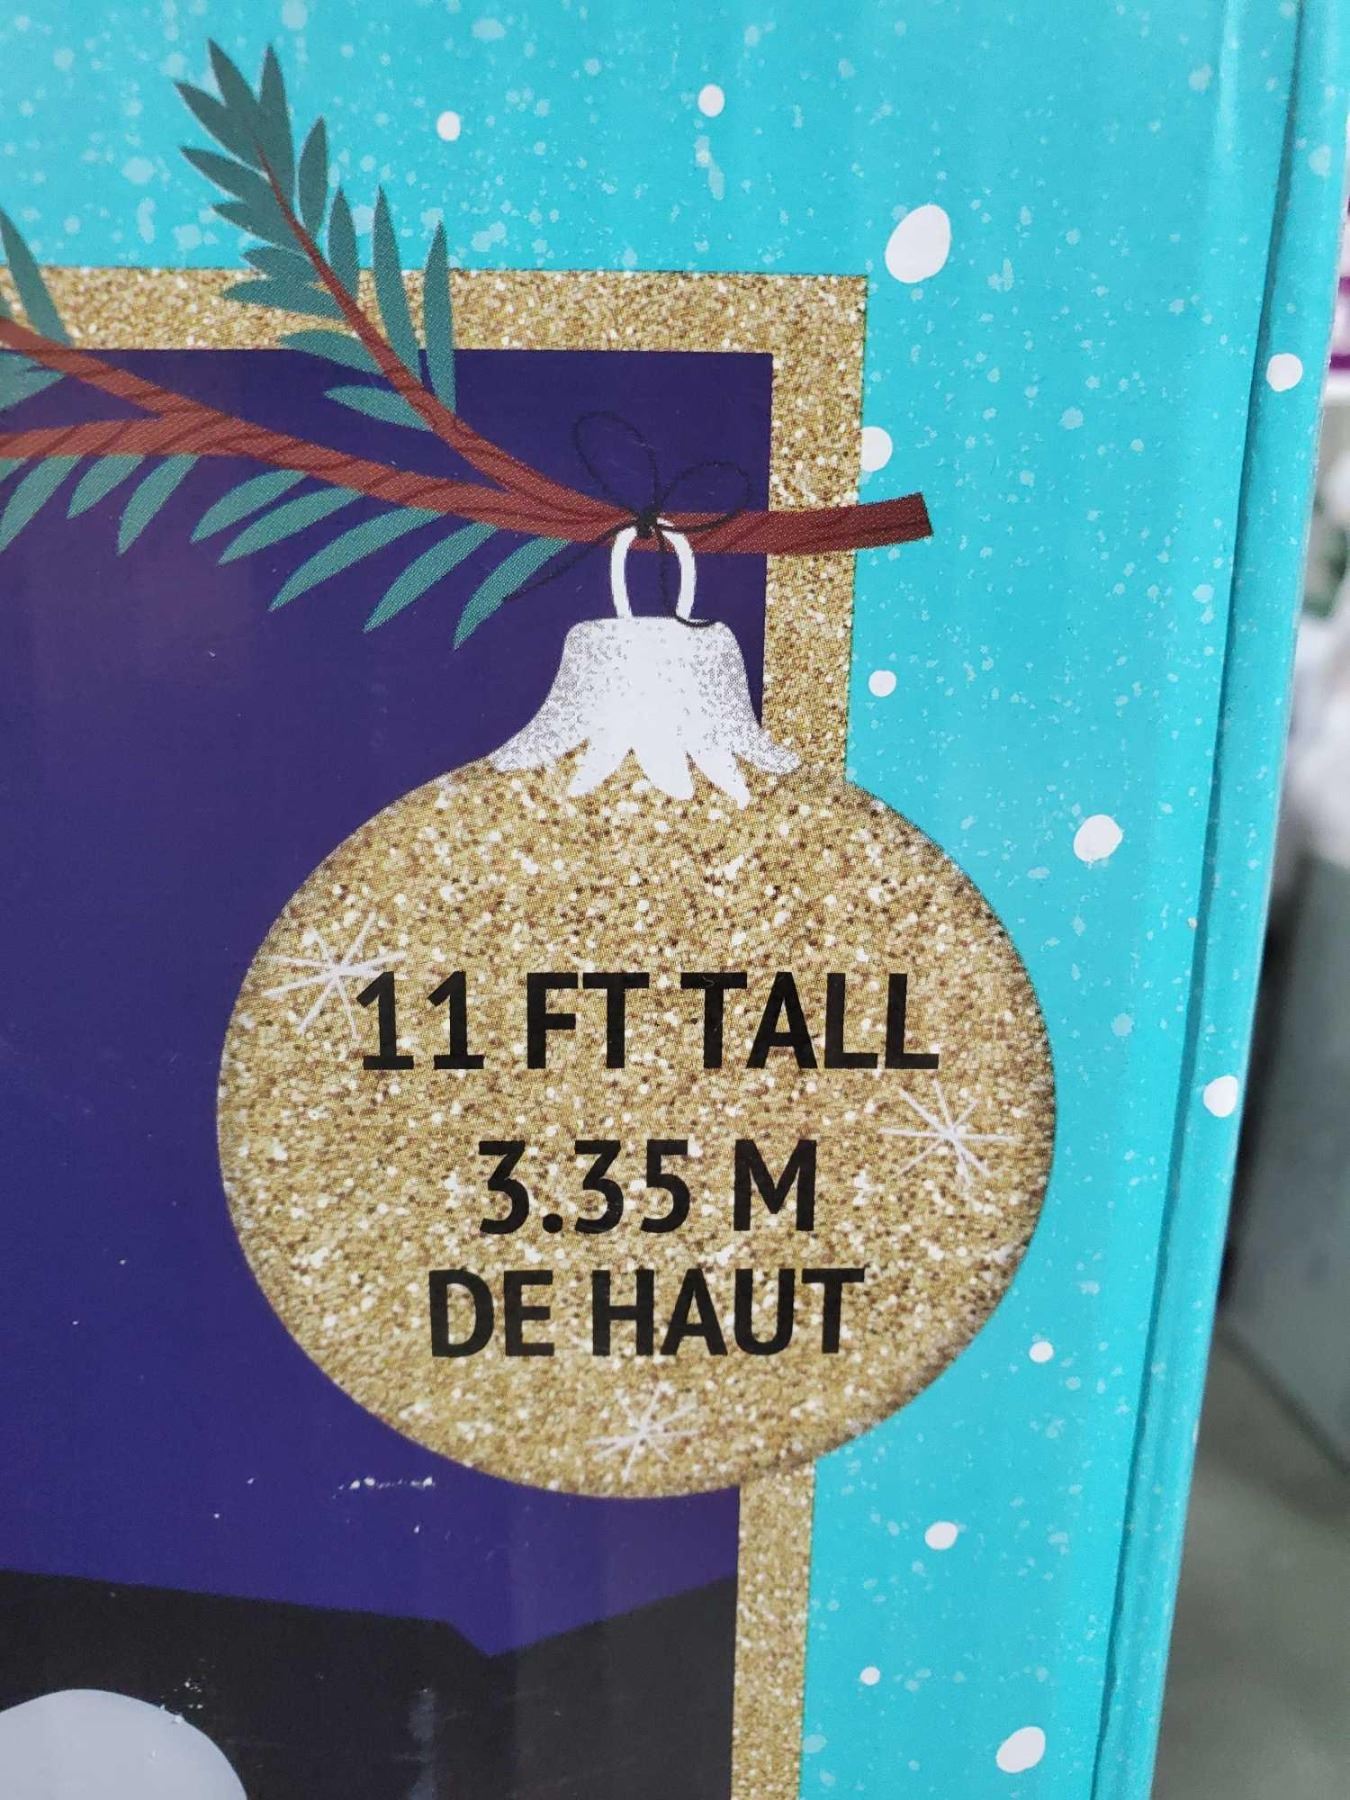 11 FT TALL
3.35 M
DE HAUT